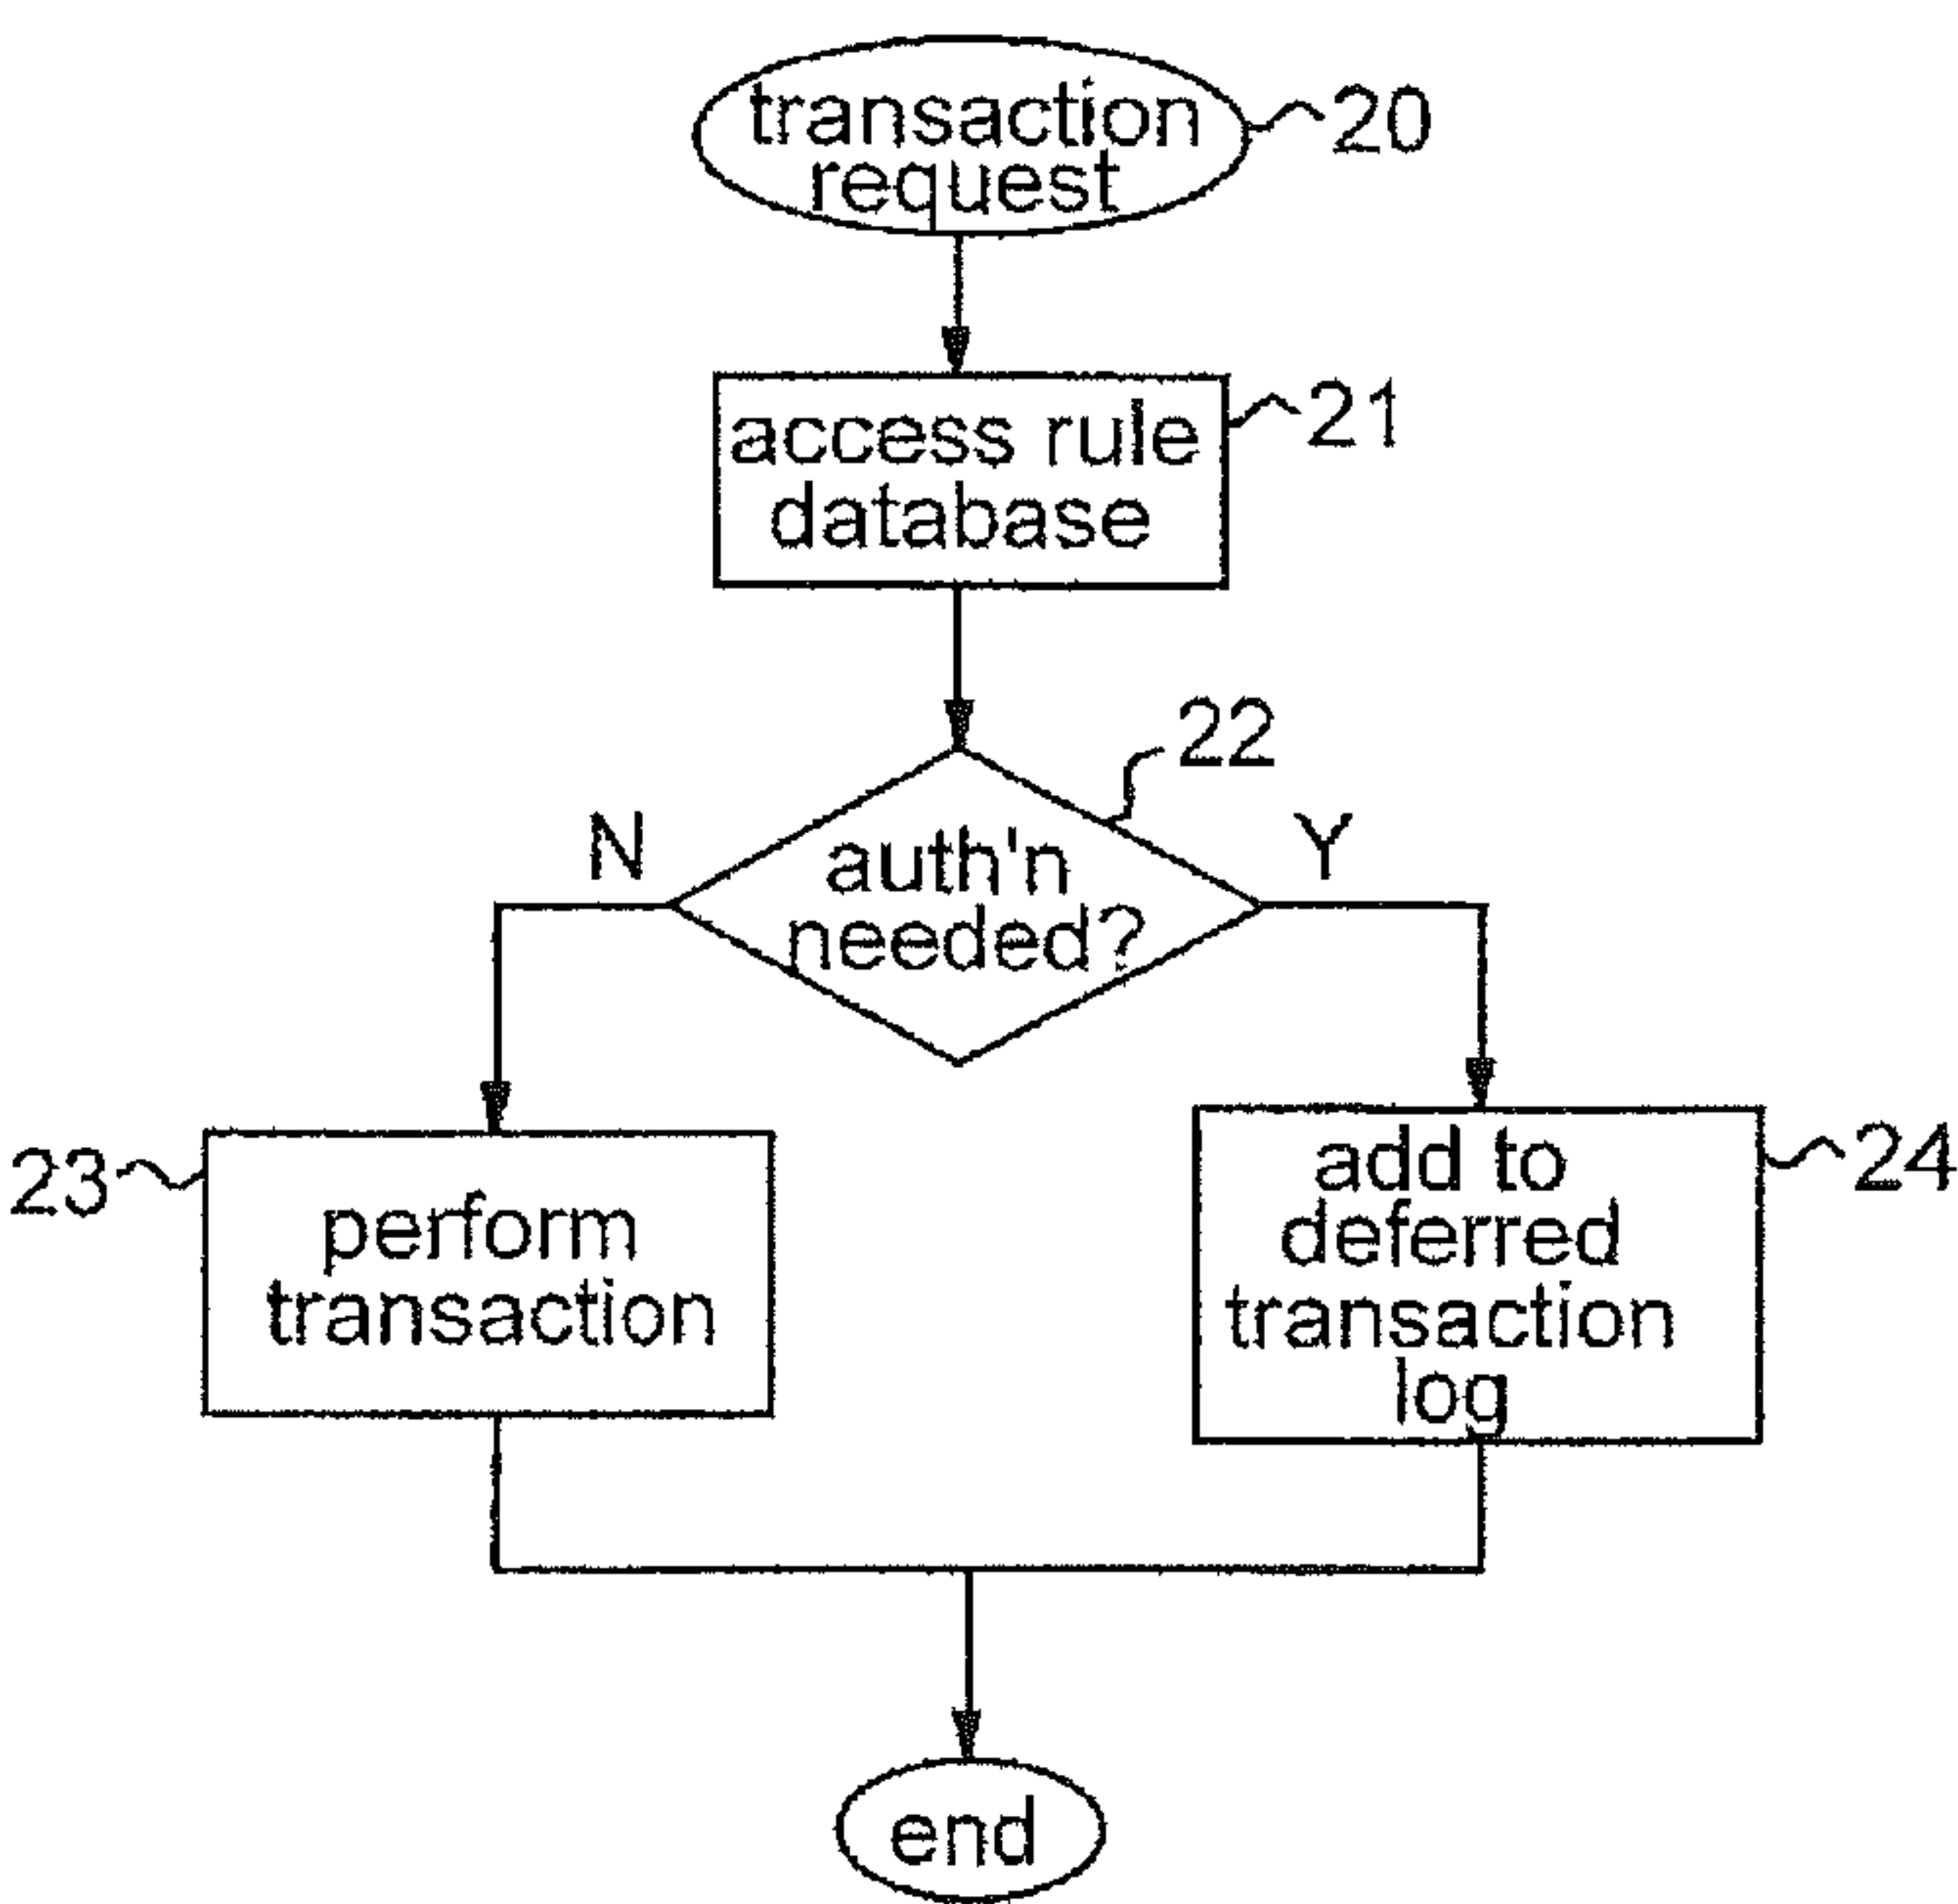 transaction
request
20
access rule
database
21
22
N
auth'n
needed?
Y
23
perform
transaction
add to
deferred
transaction
log
24
end